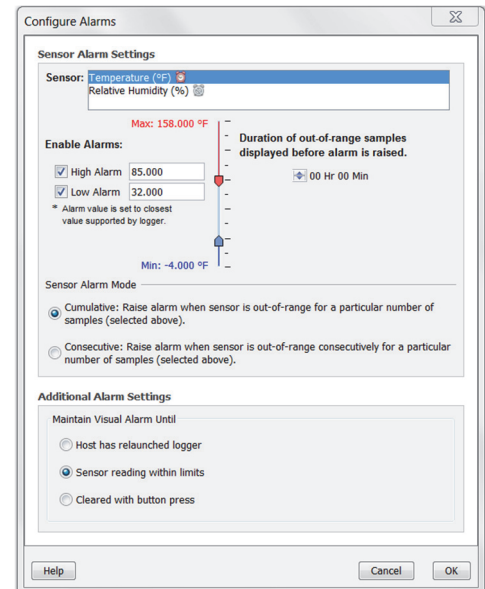 Configure Alarms
Sensor Alarm Settings
Sensor: Temperature (°F)
Relative Humidity (%)
Max: 158.000 °F
Enable Alarms:
Duration of out-of-range samples
displayed before alarm is raised.
High Alarm 85.000
00 Hr 00 Min
Low Alarm 32.000
* Alarm value is set to closest
value supported by logger.
Min: -4.000 °F
Sensor Alarm Mode
Cumulative: Raise alarm when sensor is out-of-range for a particular number of
samples (selected above).
Consecutive: Raise alarm when sensor is out-of-range consecutively for a particular
number of samples (selected above).
Additional Alarm Settings
Maintain Visual Alarm Until
Host has relaunched logger
Sensor reading within limits
Cleared with button press
Help
Cancel
OK